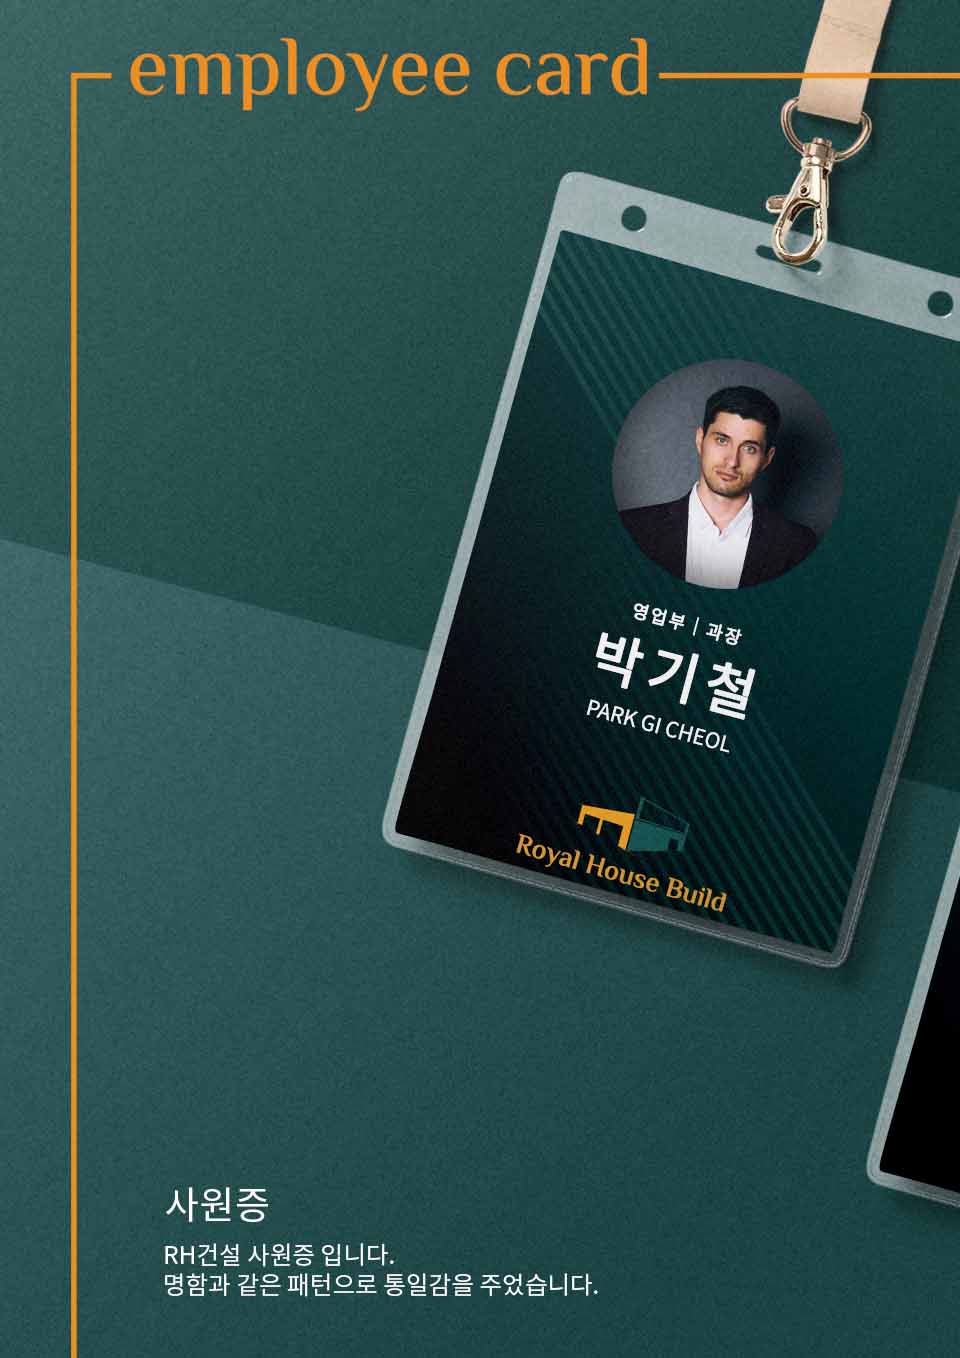 employee card
영업부 | 과장
박기철
PARK GI CHEOL
Royal House Build
사원증
RH건설 사원증 입니다.
명함과 같은 패턴으로 통일감을 주었습니다.